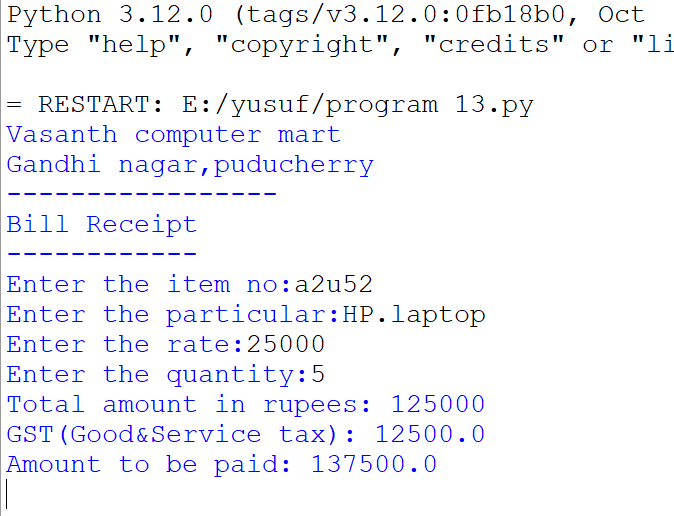 Python 3.12.0 (tags/v3.12.0:0fb18b0, Oct
Type "help", "copyright", "credits" or "li
= RESTART: E:/yusuf/program 13.py
Vasanth computer mart
Gandhi nagar,puducherry
-----------------
Bill Receipt
------------
Enter the item no:a2u52
Enter the particular:HP.laptop
Enter the rate:25000
Enter the quantity:5
Total amount in rupees: 125000
GST(Good&Service tax): 12500.0
Amount to be paid: 137500.0